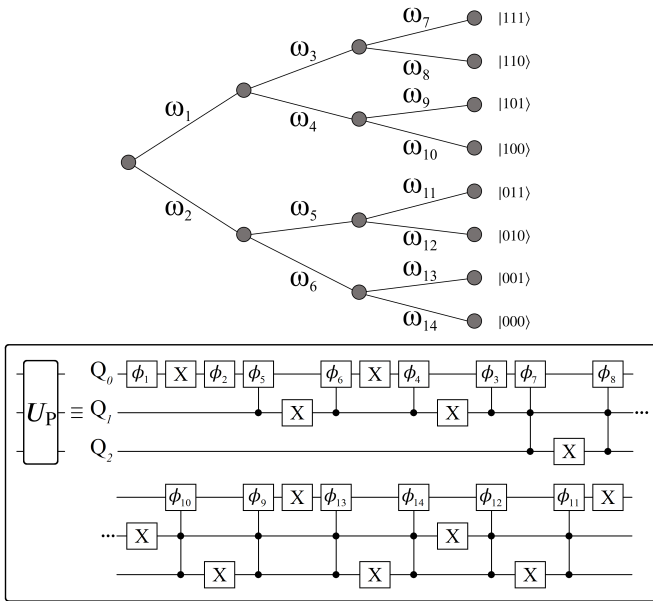 ω₇ |111⟩
ω₃
ω₈ |110⟩
ω₁
ω₉ |101⟩
ω₄
ω₁₀ |100⟩
ω₁₁ |011⟩
ω₂ ω₅
ω₁₂ |010⟩
ω₆ ω₁₃ |001⟩
ω₁₄ |000⟩
Q₀ ϕ₁ X ϕ₂ ϕ₅ ϕ₆ X ϕ₄ ϕ₃ ϕ₇ ϕ₈
U_P ≡ Q₁ X X ...
Q₂ X
ϕ₁₀ ϕ₉ X ϕ₁₃ ϕ₁₄ ϕ₁₂ ϕ₁₁ X
... X X
X X X